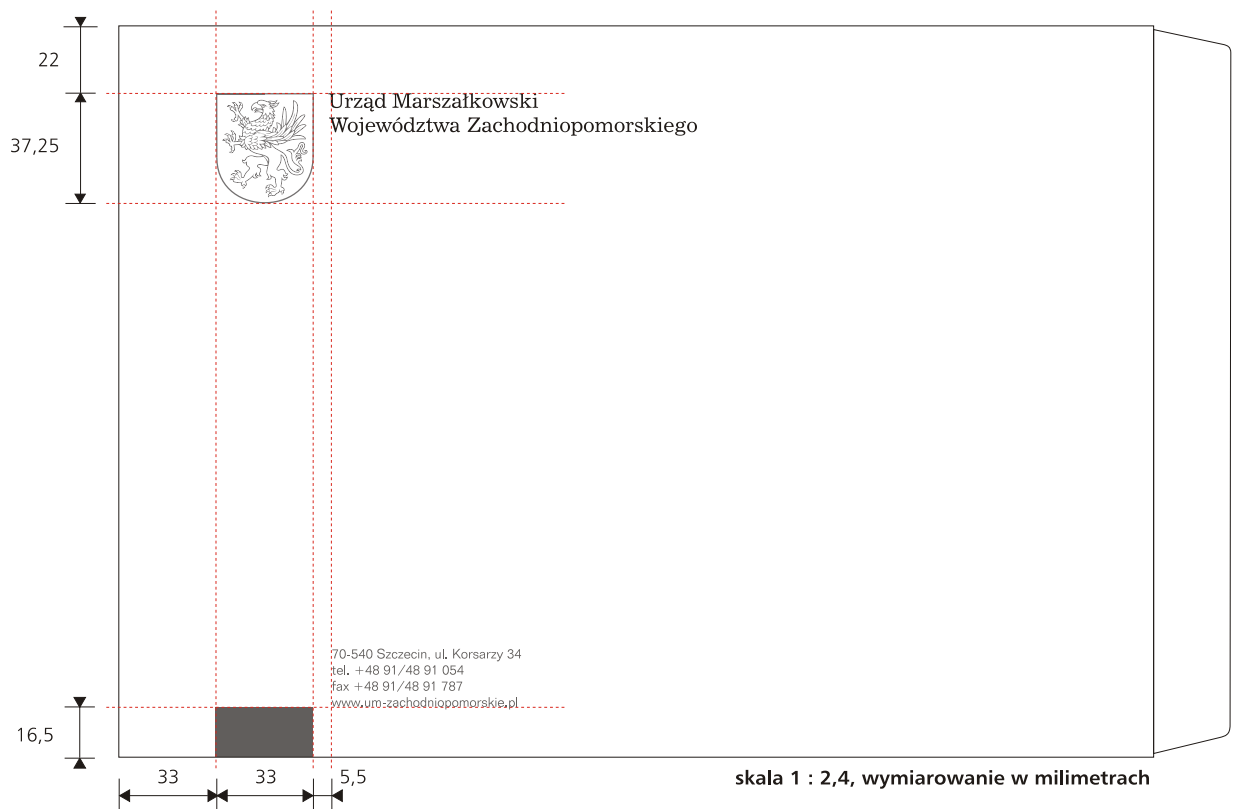 22
Urząd Marszałkowski
Województwa Zachodniopomorskiego
37,25
70-540 Szczecin, ul. Korsarzy 34
tel. +48 91/48 91 054
fax +48 91/48 91 787
www.um-zachodniopomorskie.pl
16,5
33
33
5,5
skala 1 : 2,4, wymiarowanie w milimetrach